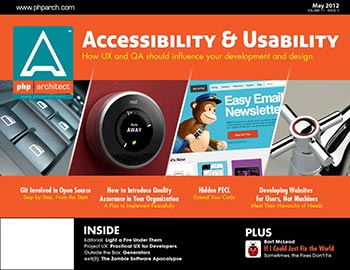 www.phparch.com
May 2012
VOLUME 11 - ISSUE 5
php architect
Accessibility & Usability
How UX and QA should influence your development and design.
nest
AWAY
Easy Email
Newsletters
Git Involved in Open Source
Step by Step, From the Start
How to Introduce Quality
Assurance in Your Organization
A Plan to Implement Peacefully
Hidden PECL
Extend Your Code
Developing Websites
for Users, Not Machines
Meet Their Hierarchy of Needs
INSIDE
Editorial: Light a Fire Under Them
Project UX: Practical UX for Developers
Outside the Box: Generators
exit(0); The Zombie Software Apocalypse
PLUS
Bart McLeod
If I Could Just Fix the World
Sometimes, the Fixes Don't Fix